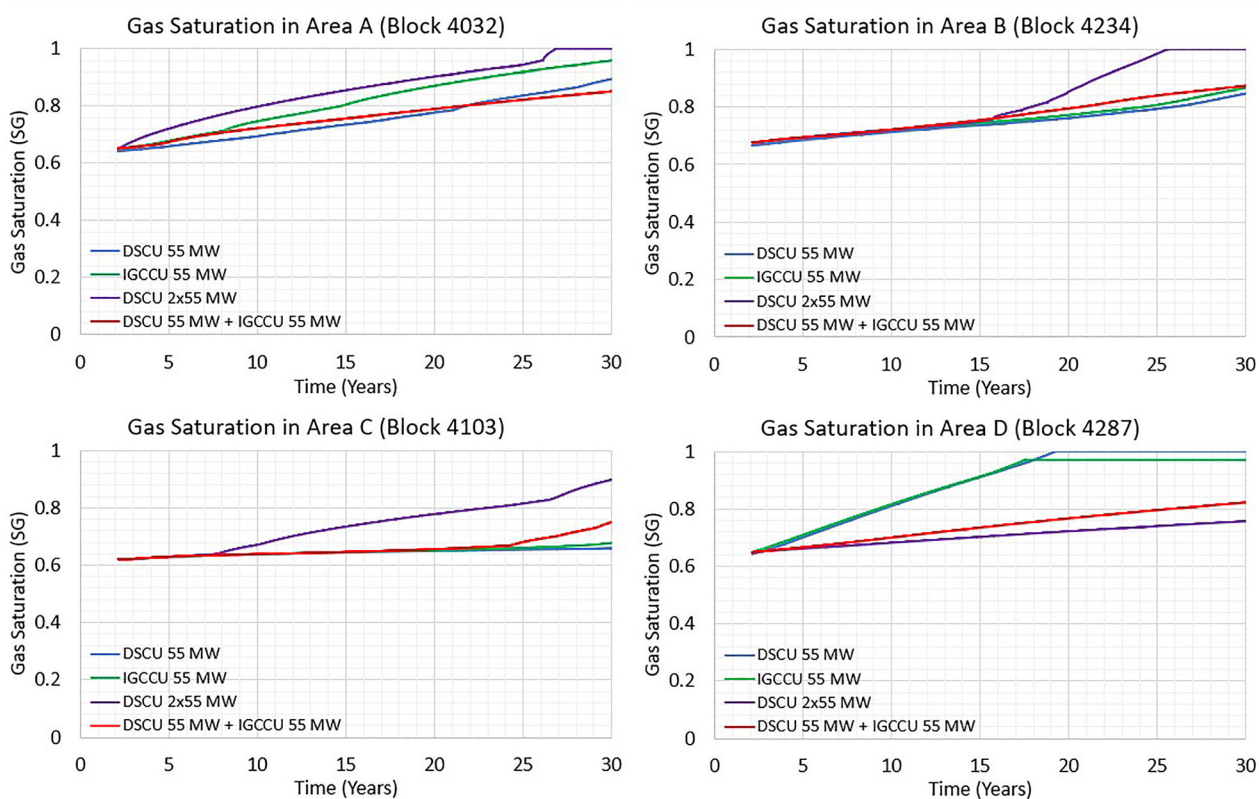 Gas Saturation in Area A (Block 4032)
Gas Saturation (SG)
1
0.8
0.6
0.4
0.2
0
DSCU 55 MW
IGCCU 55 MW
DSCU 2x55 MW
DSCU 55 MW + IGCCU 55 MW
0 5 10 15 20 25 30
Time (Years)
Gas Saturation in Area B (Block 4234)
Gas Saturation (SG)
1
0.8
0.6
0.4
0.2
0
DSCU 55 MW
IGCCU 55 MW
DSCU 2x55 MW
DSCU 55 MW + IGCCU 55 MW
0 5 10 15 20 25 30
Time (Years)
Gas Saturation in Area C (Block 4103)
Gas Saturation (SG)
1
0.8
0.6
0.4
0.2
0
DSCU 55 MW
IGCCU 55 MW
DSCU 2x55 MW
DSCU 55 MW + IGCCU 55 MW
0 5 10 15 20 25 30
Time (Years)
Gas Saturation in Area D (Block 4287)
Gas Saturation (SG)
1
0.8
0.6
0.4
0.2
0
DSCU 55 MW
IGCCU 55 MW
DSCU 2x55 MW
DSCU 55 MW + IGCCU 55 MW
0 5 10 15 20 25 30
Time (Years)